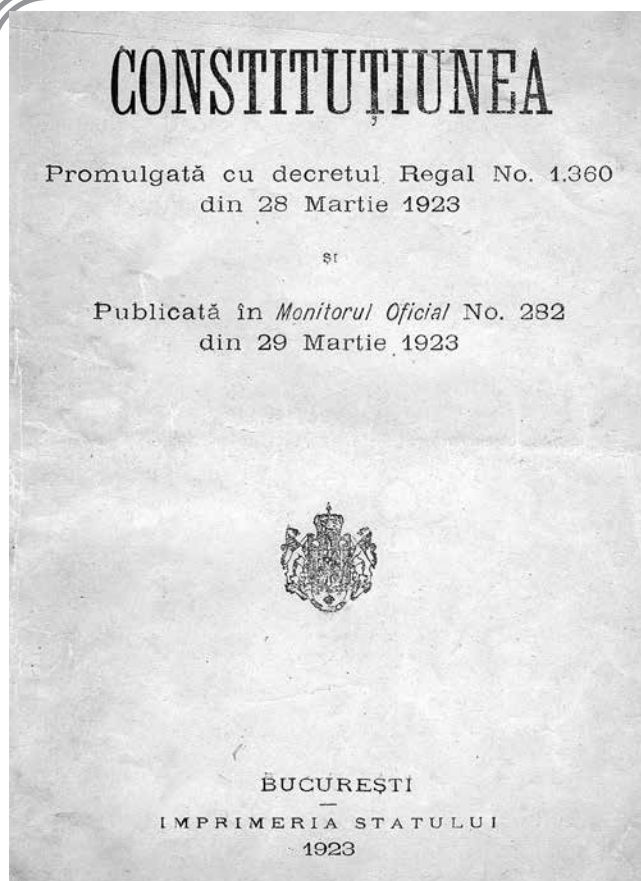 CONSTITUȚIUNEA
Promulgată cu decretul Regal No. 1.360
din 28 Martie 1923
ȘI
Publicată în Monitorul Oficial No. 282
din 29 Martie 1923
BUCUREȘTI
IMPRIMERIA STATULUI
1923